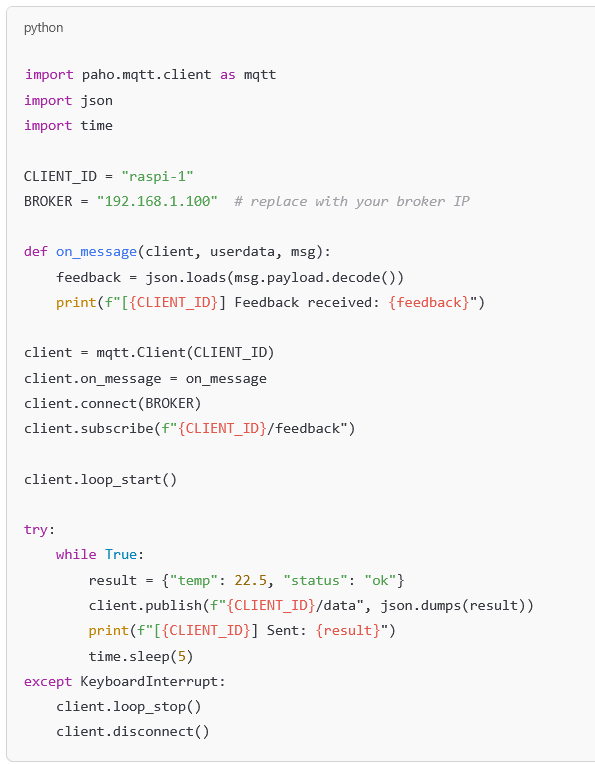 python
import paho.mqtt.client as mqtt
import json
import time
CLIENT_ID = "raspi-1"
BROKER = "192.168.1.100"  # replace with your broker IP
def on_message(client, userdata, msg):
    feedback = json.loads(msg.payload.decode())
    print(f"[{CLIENT_ID}] Feedback received: {feedback}")
client = mqtt.Client(CLIENT_ID)
client.on_message = on_message
client.connect(BROKER)
client.subscribe(f"{CLIENT_ID}/feedback")
client.loop_start()
try:
    while True:
        result = {"temp": 22.5, "status": "ok"}
        client.publish(f"{CLIENT_ID}/data", json.dumps(result))
        print(f"[{CLIENT_ID}] Sent: {result}")
        time.sleep(5)
except KeyboardInterrupt:
    client.loop_stop()
    client.disconnect()